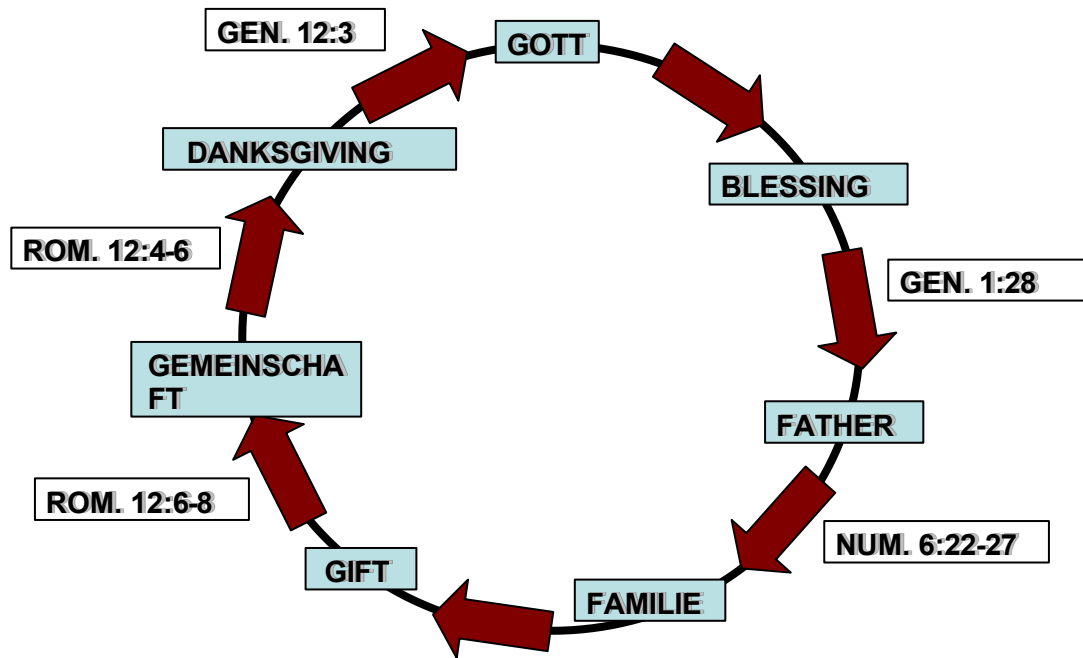 GEN. 12:3
GOTT
DANKSGIVING
BLESSING
ROM. 12:4-6
GEN. 1:28
GEMEINSCHA
FT
FATHER
ROM. 12:6-8
NUM. 6:22-27
GIFT
FAMILIE